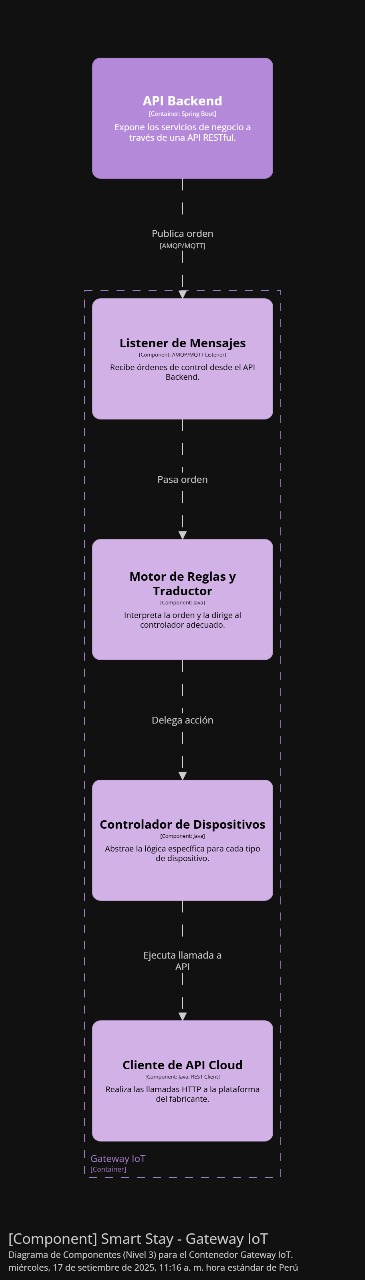 API Backend
[Container: Spring Boot]
Expone los servicios de negocio a
través de una API RESTful.
Publica orden
[AMQP/MQTT]
Listener de Mensajes
[Component: AMQP/MQTT Listener]
Recibe órdenes de control desde el API
Backend.
Pasa orden
Motor de Reglas y
Traductor
[Component: Java]
Interpreta la orden y la dirige al
controlador adecuado.
Delega acción
Controlador de Dispositivos
[Component: Java]
Abstrae la lógica específica para cada tipo
de dispositivo.
Ejecuta llamada a
API
Cliente de API Cloud
[Component: Java, REST Client]
Realiza las llamadas HTTP a la plataforma
del fabricante.
Gateway IoT
[Container]
[Component] Smart Stay - Gateway IoT
Diagrama de Componentes (Nivel 3) para el Contenedor Gateway IoT.
miércoles, 17 de setiembre de 2025, 11:16 a. m. hora estándar de Perú